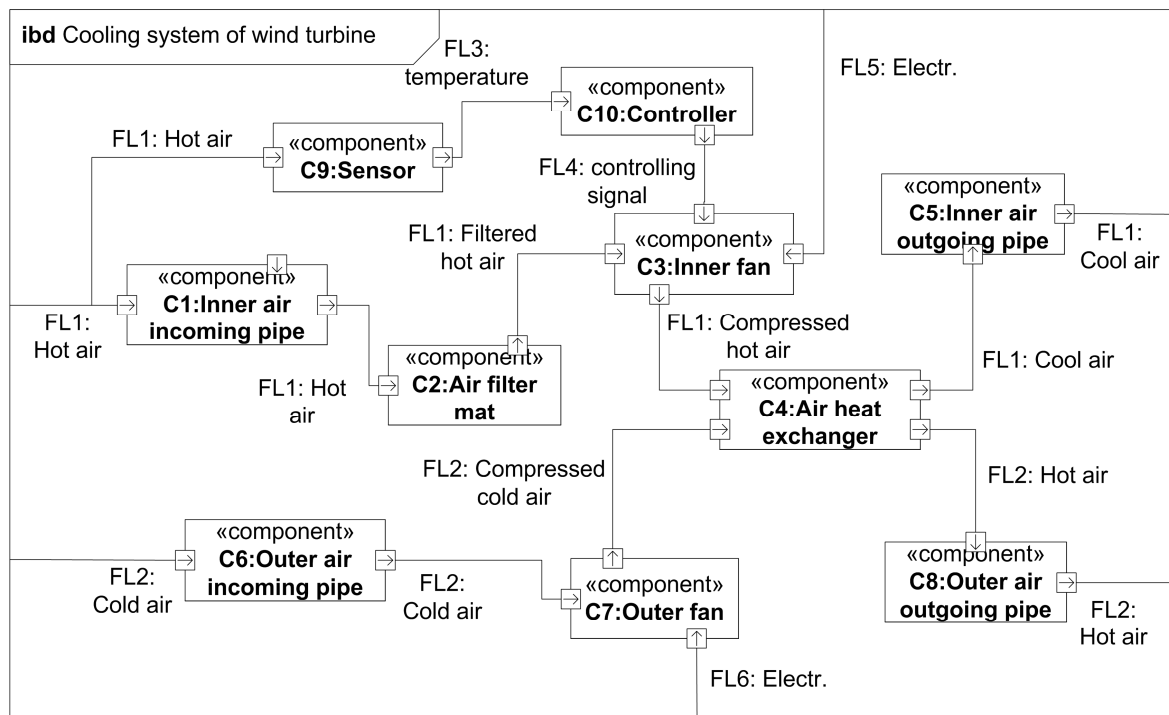 ibd Cooling system of wind turbine
FL3:
temperature
«component»
C10:Controller
FL5: Electr.
FL1: Hot air
«component»
C9:Sensor
FL4: controlling
signal
«component»
C5:Inner air
outgoing pipe
FL1:
Cool air
FL1: Filtered
hot air
«component»
C3:Inner fan
«component»
C1:Inner air
incoming pipe
FL1:
Hot air
FL1: Compressed
hot air
«component»
C2:Air filter
mat
FL1: Hot
air
FL1: Cool air
«component»
C4:Air heat
exchanger
FL2: Compressed
cold air
FL2: Hot air
«component»
C6:Outer air
incoming pipe
FL2:
Cold air
FL2:
Cold air
«component»
C7:Outer fan
«component»
C8:Outer air
outgoing pipe
FL2:
Hot air
FL6: Electr.